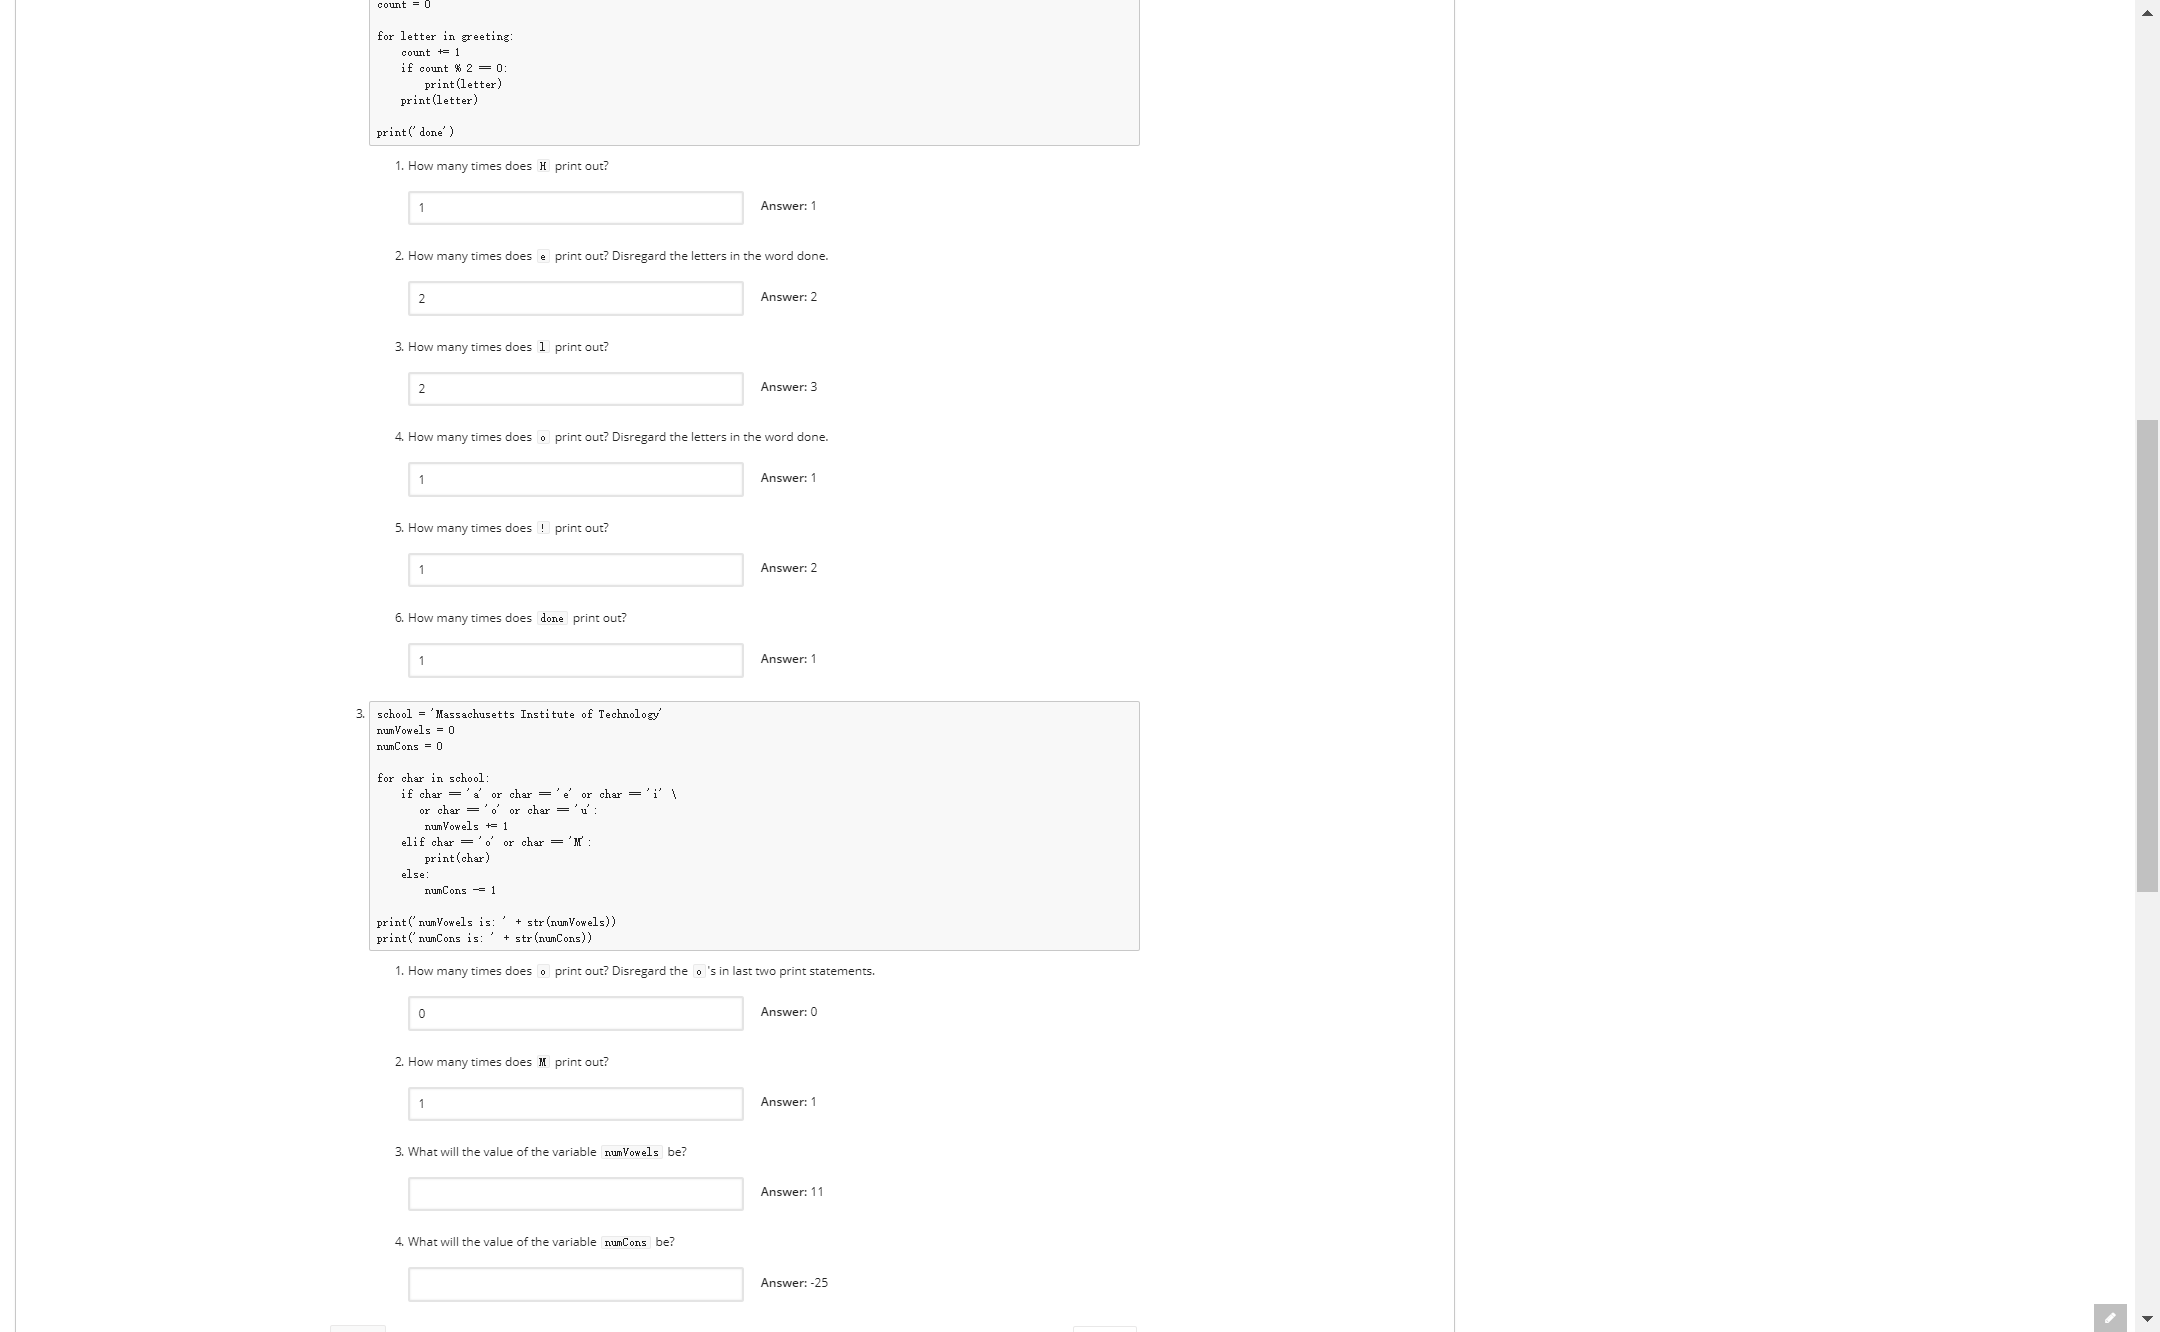 count = 0
for letter in greeting:
count += 1
if count % 2 == 0:
print(letter)
print(letter)
print('done')
1. How many times does H print out?
1
Answer: 1
2. How many times does e print out? Disregard the letters in the word done.
2
Answer: 2
3. How many times does l print out?
2
Answer: 3
4. How many times does o print out? Disregard the letters in the word done.
1
Answer: 1
5. How many times does ! print out?
1
Answer: 2
6. How many times does done print out?
1
Answer: 1
3. school = 'Massachusetts Institute of Technology'
numVowels = 0
numCons = 0
for char in school:
if char == 'a' or char == 'e' or char == 'i' \
or char == 'o' or char == 'u':
numVowels += 1
elif char == 'o' or char == 'M':
print(char)
else:
numCons -= 1
print('numVowels is: ' + str(numVowels))
print('numCons is: ' + str(numCons))
1. How many times does o print out? Disregard the o 's in last two print statements.
0
Answer: 0
2. How many times does M print out?
1
Answer: 1
3. What will the value of the variable numVowels be?
Answer: 11
4. What will the value of the variable numCons be?
Answer: -25